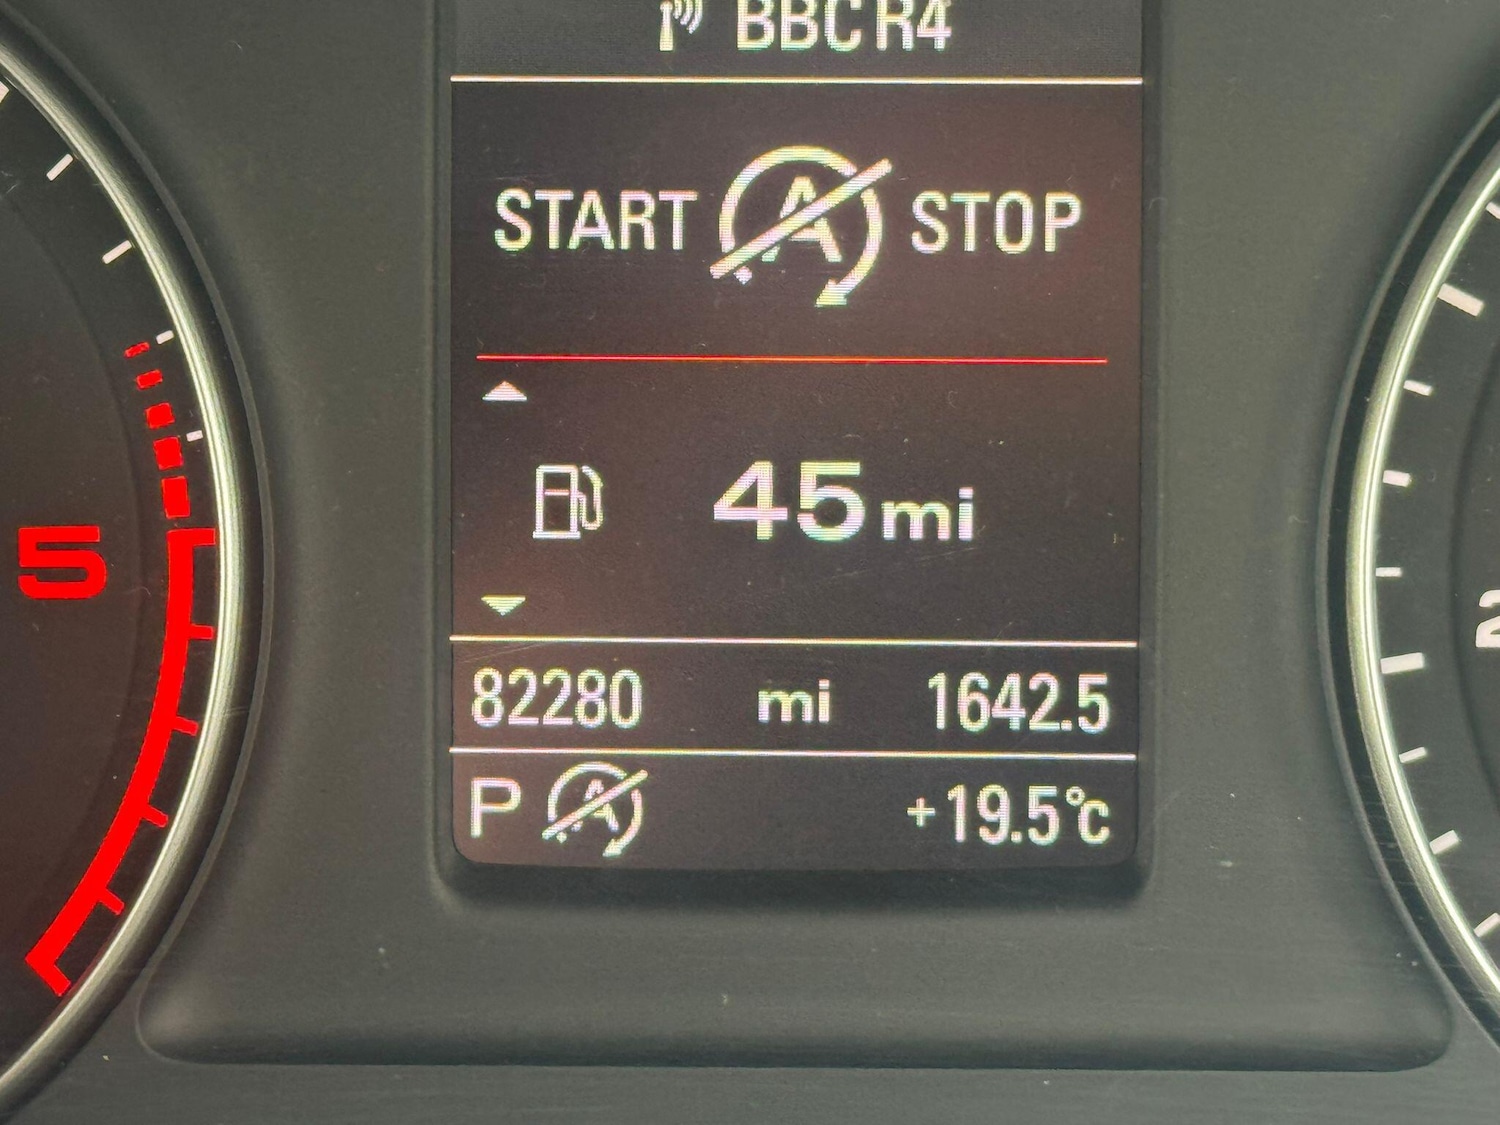 BBC R4
START A STOP
45 mi
5
82280 mi 1642.5
P A +19.5°C